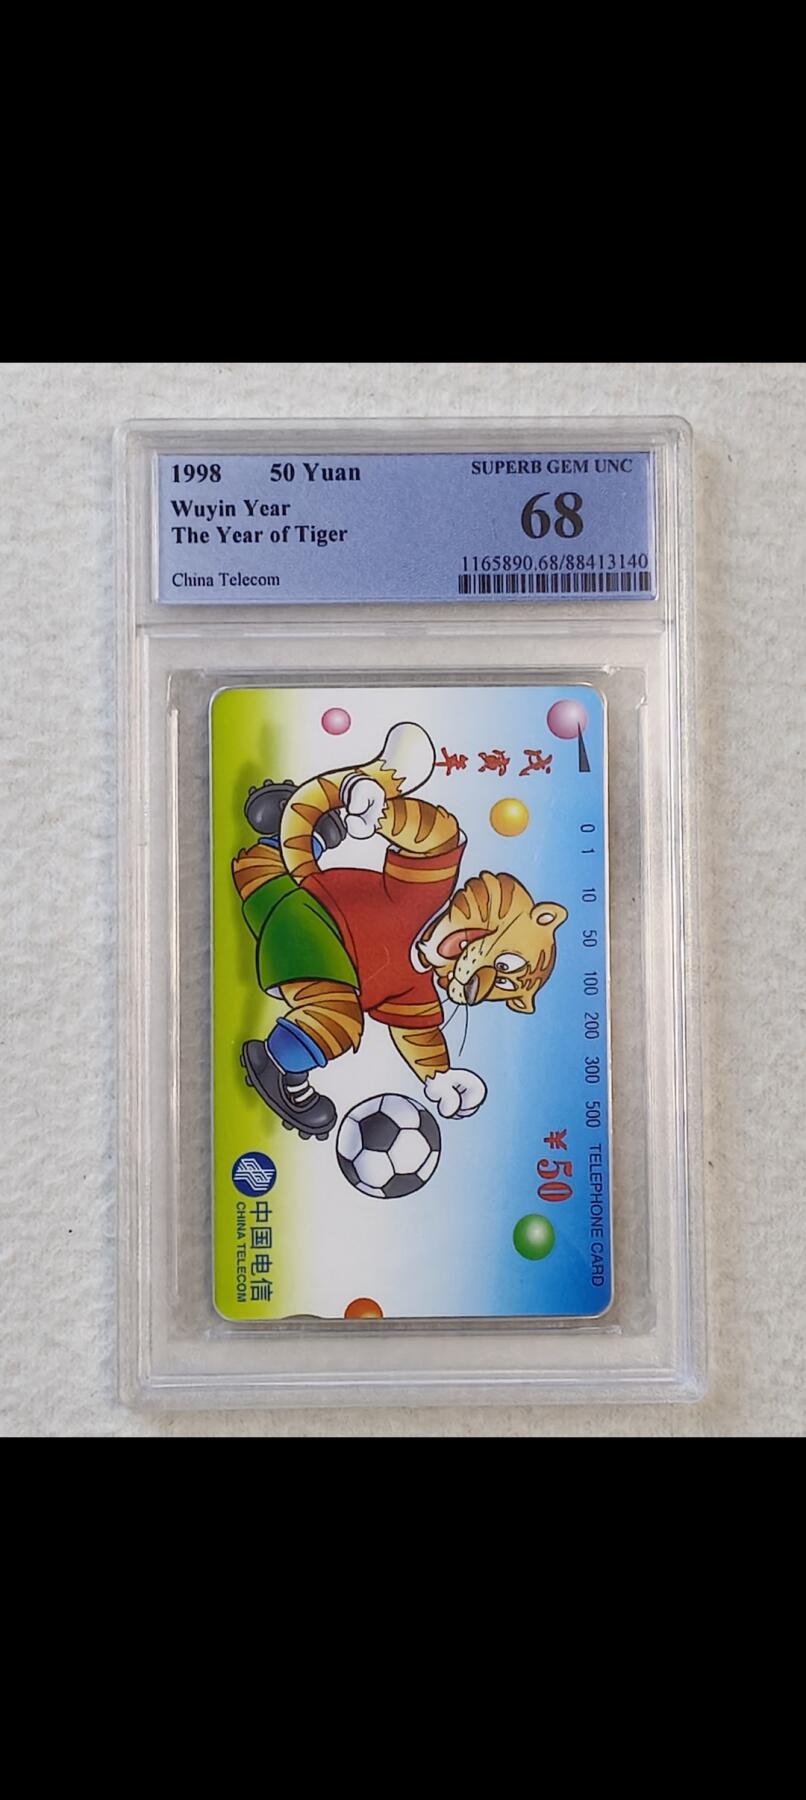 1998 50 Yuan
SUPERB GEM UNC
Wuyin Year
68
The Year of Tiger
1165890.68/88413140
China Telecom
戊寅年
0 1 10 50 100 200 300 500 TELEPHONE CARD
¥50
中国电信
CHINA TELECOM